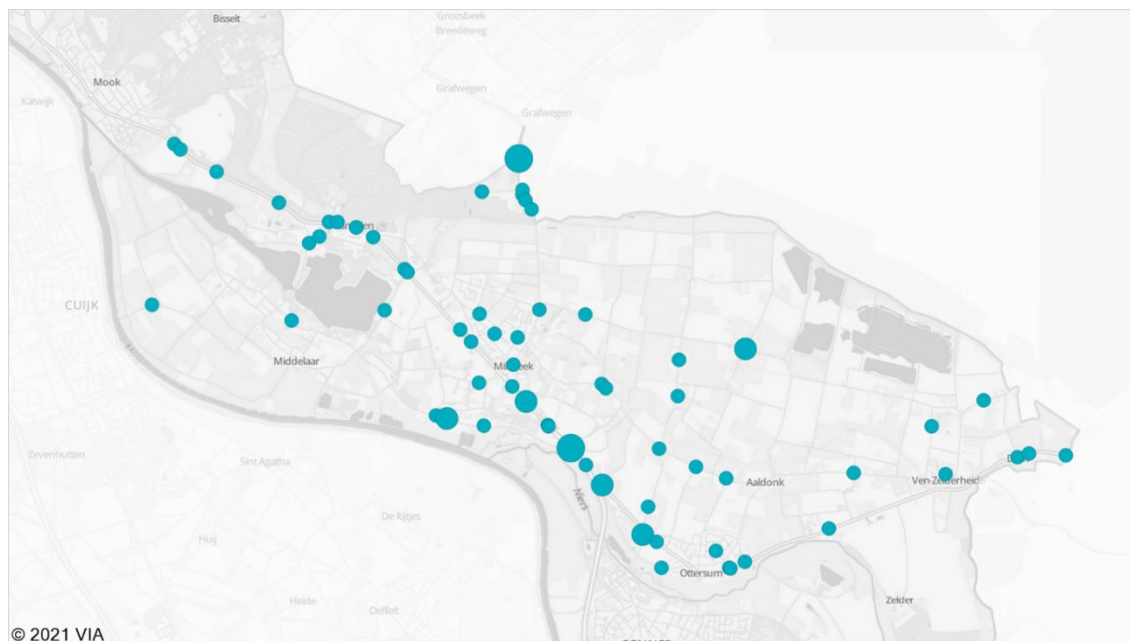 Bisselt
Groesbeek
Breedeweg
Mook
Grafwegen
Katwijk
Grafwegen
CUIJK
Middelaar
Zevenhutten
Sint Agatha
Aaldonk
Ven-Zelderheide
Niers
De Rijtjes
Huij
Ottersum
Heide
Oeffelt
Zelder
© 2021 VIA